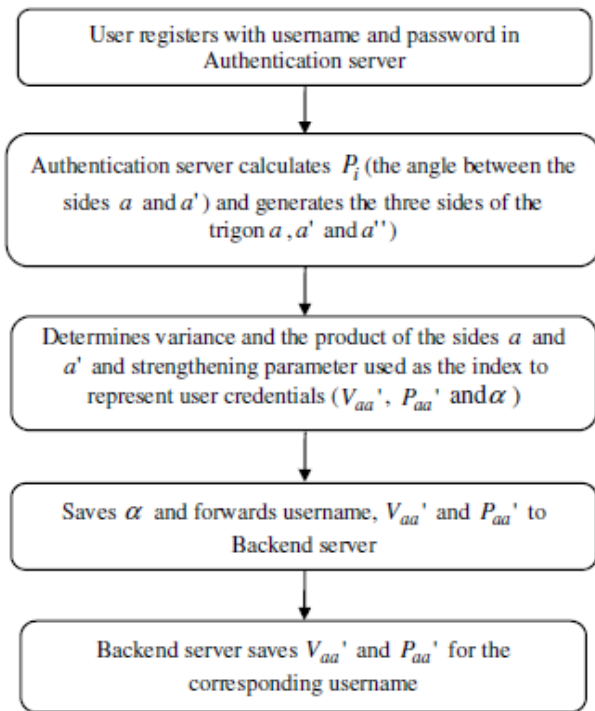 User registers with username and password in
Authentication server
Authentication server calculates P_i (the angle between the
sides a and a') and generates the three sides of the
trigon a , a' and a'')
Determines variance and the product of the sides a and
a' and strengthening parameter used as the index to
represent user credentials (V_aa', P_aa' and α )
Saves α and forwards username, V_aa' and P_aa' to
Backend server
Backend server saves V_aa' and P_aa' for the
corresponding username